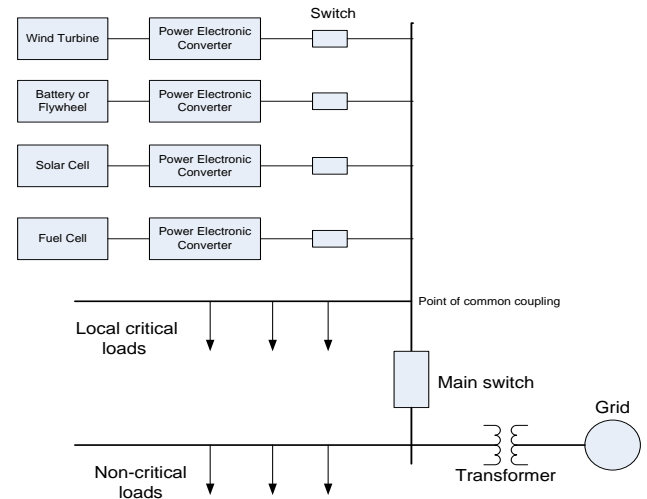 Switch
Wind Turbine
Power Electronic
Converter
Battery or
Flywheel
Power Electronic
Converter
Solar Cell
Power Electronic
Converter
Fuel Cell
Power Electronic
Converter
Point of common coupling
Local critical
loads
Main switch
Grid
Transformer
Non-critical
loads